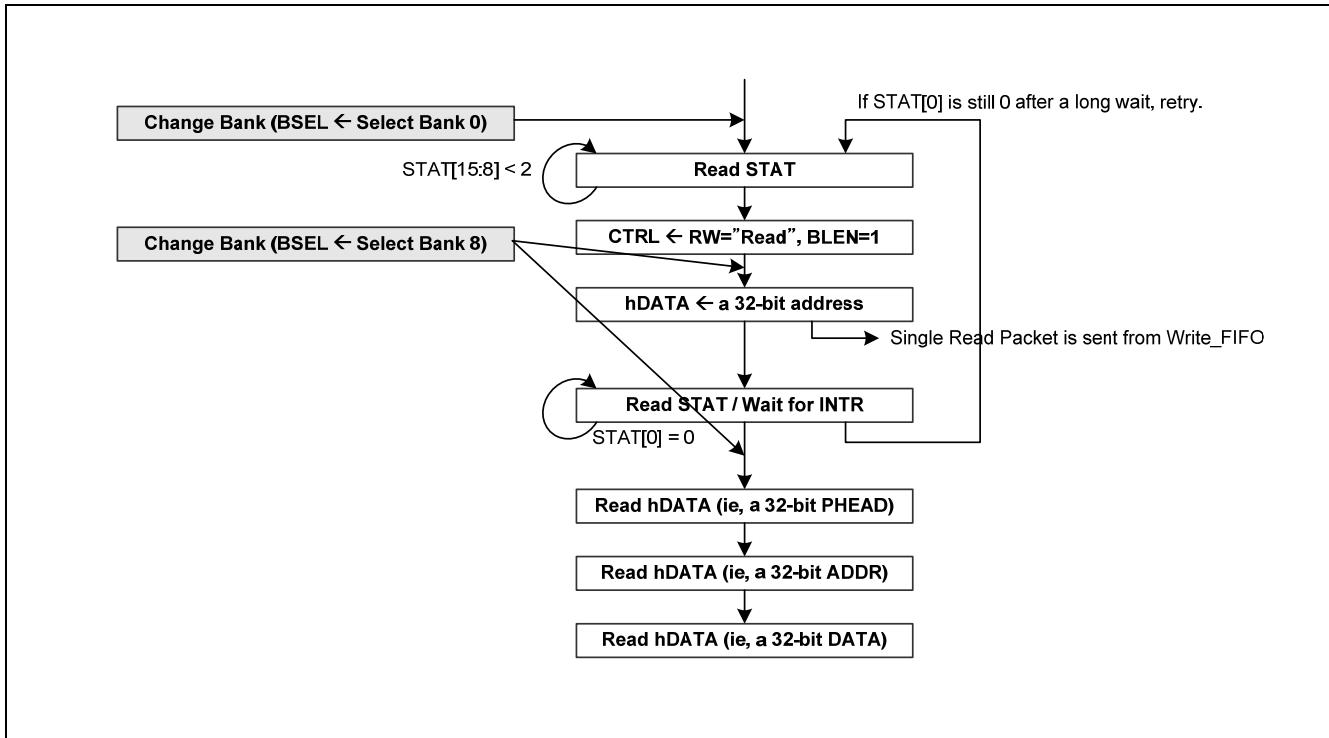 If STAT[0] is still 0 after a long wait, retry.
Change Bank (BSEL ← Select Bank 0)
STAT[15:8] < 2
Read STAT
Change Bank (BSEL ← Select Bank 8)
CTRL ← RW="Read", BLEN=1
hDATA ← a 32-bit address
Single Read Packet is sent from Write_FIFO
Read STAT / Wait for INTR
STAT[0] = 0
Read hDATA (ie, a 32-bit PHEAD)
Read hDATA (ie, a 32-bit ADDR)
Read hDATA (ie, a 32-bit DATA)